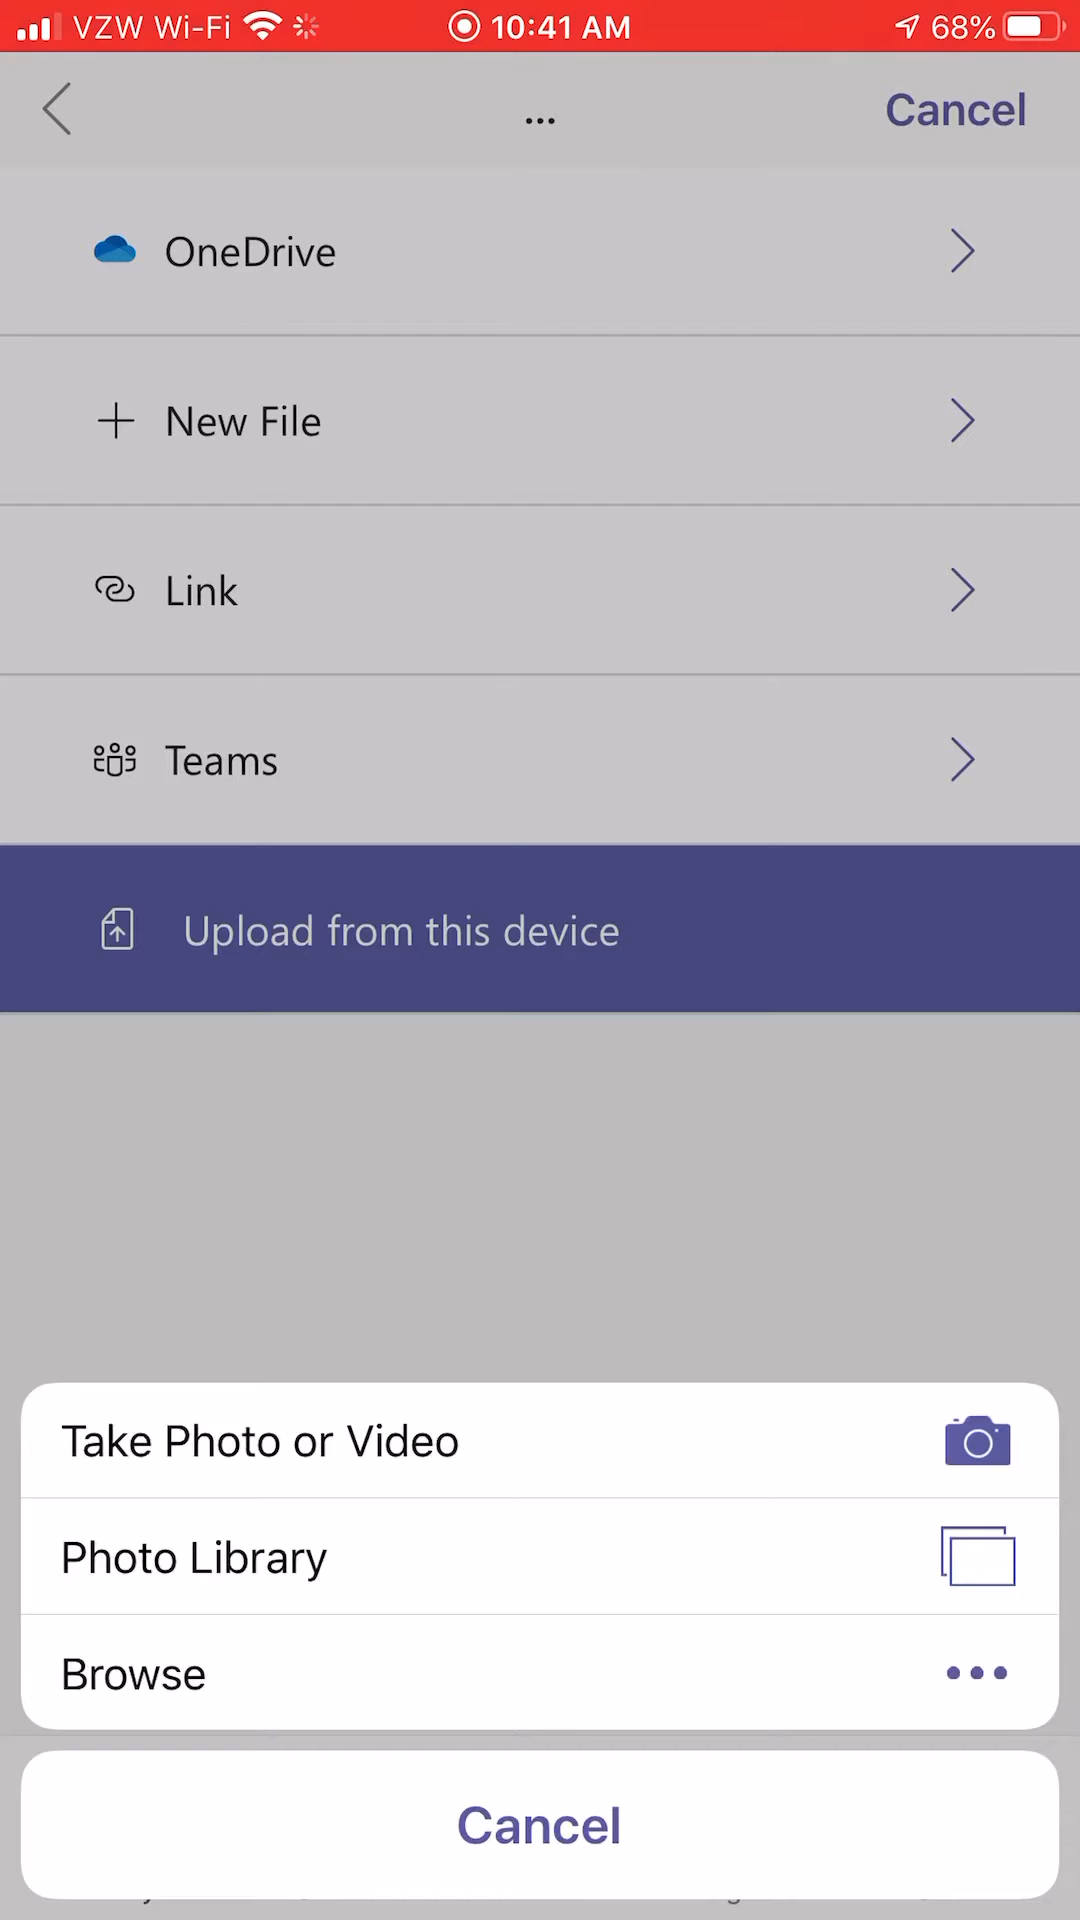 VZW Wi-Fi 10:41 AM 68%
... Cancel
OneDrive
New File
Link
Teams
Upload from this device
Take Photo or Video
Photo Library
Browse
Cancel